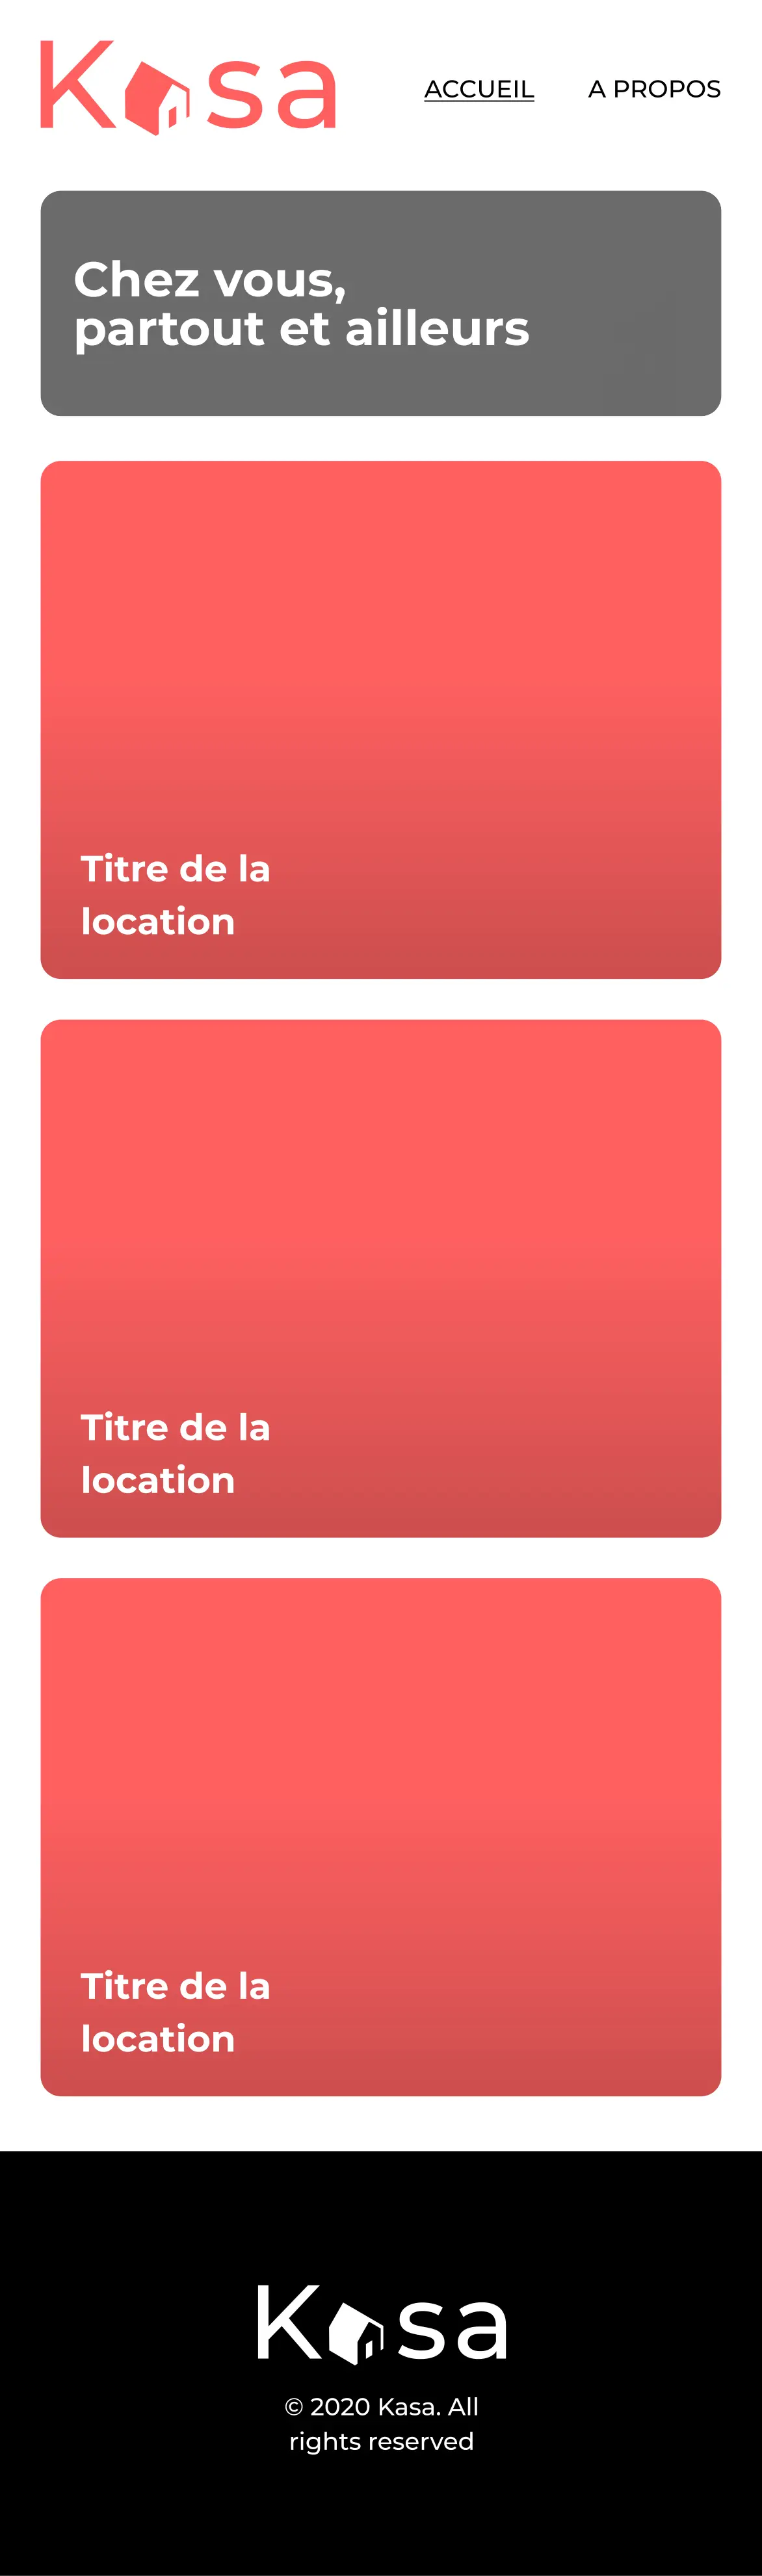 Kasa
ACCUEIL
A PROPOS
Chez vous,
partout et ailleurs
Titre de la
location
Titre de la
location
Titre de la
location
Kasa
© 2020 Kasa. All
rights reserved